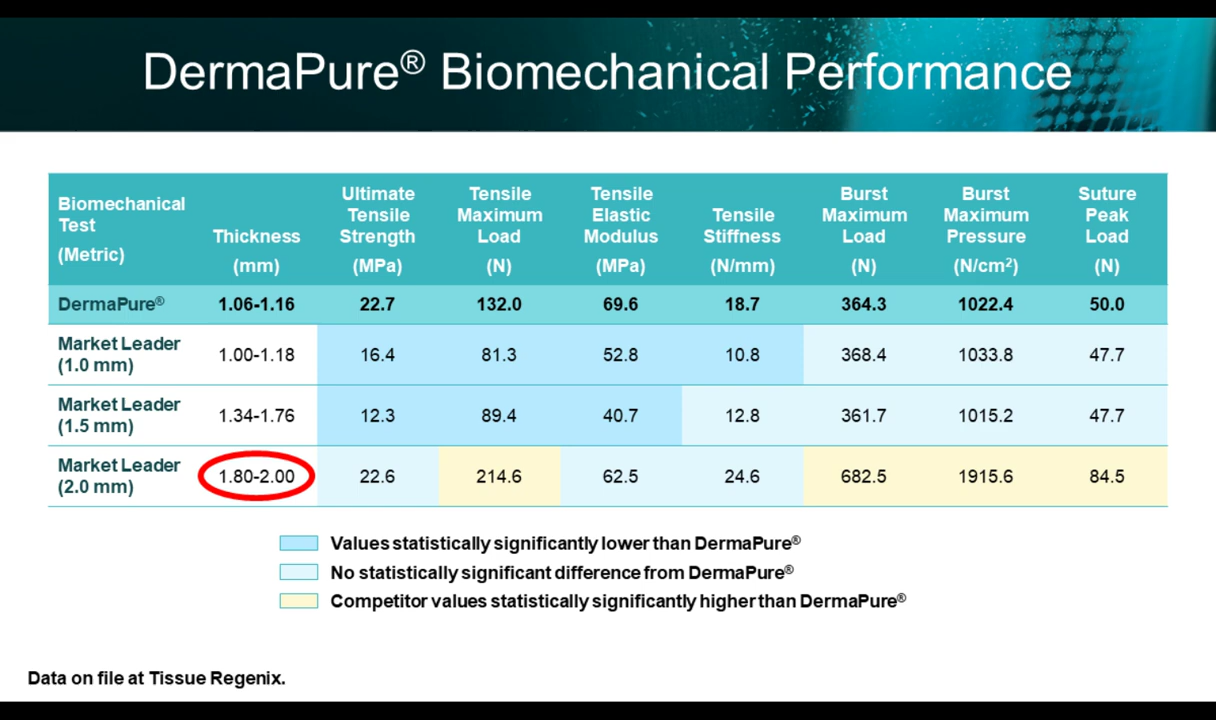 DermaPure® Biomechanical Performance
Biomechanical Test (Metric) Thickness (mm) Ultimate Tensile Strength (MPa) Tensile Maximum Load (N) Tensile Elastic Modulus (MPa) Tensile Stiffness (N/mm) Burst Maximum Load (N) Burst Maximum Pressure (N/cm²) Suture Peak Load (N)
DermaPure® 1.06-1.16 22.7 132.0 69.6 18.7 364.3 1022.4 50.0
Market Leader (1.0 mm) 1.00-1.18 16.4 81.3 52.8 10.8 368.4 1033.8 47.7
Market Leader (1.5 mm) 1.34-1.76 12.3 89.4 40.7 12.8 361.7 1015.2 47.7
Market Leader (2.0 mm) 1.80-2.00 22.6 214.6 62.5 24.6 682.5 1915.6 84.5
Values statistically significantly lower than DermaPure®
No statistically significant difference from DermaPure®
Competitor values statistically significantly higher than DermaPure®
Data on file at Tissue Regenix.